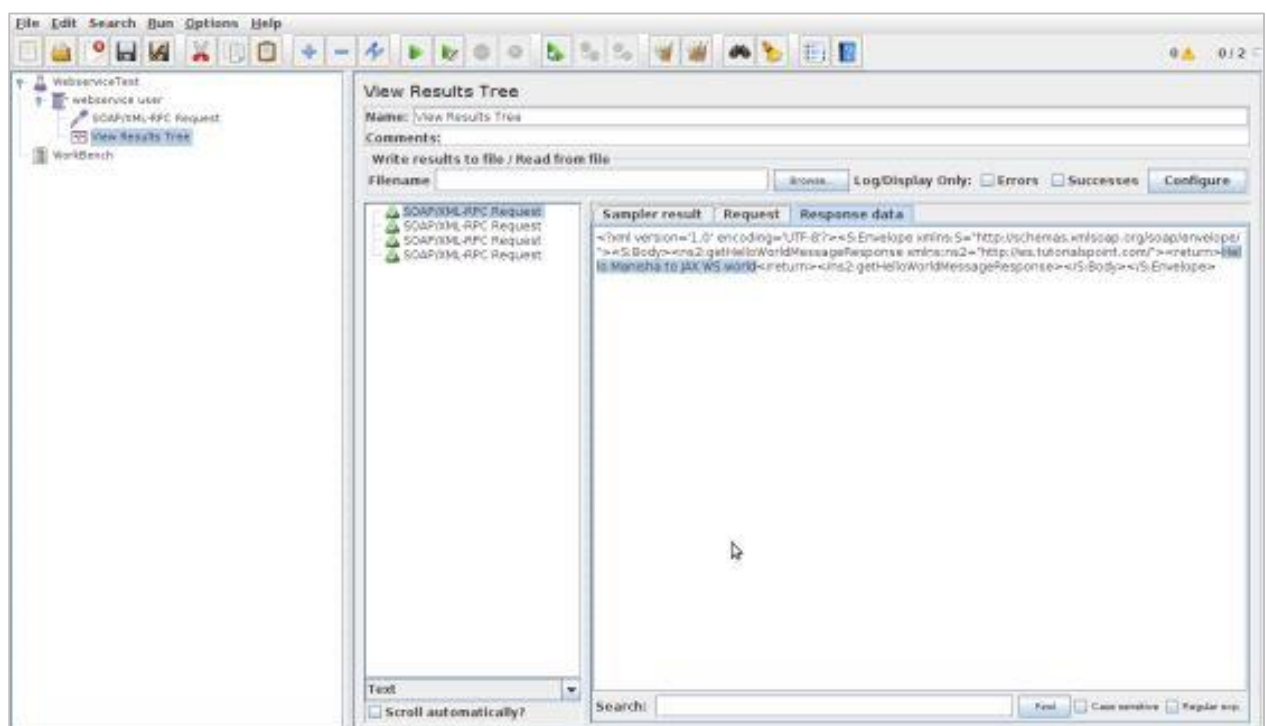 File Edit Search Run Options Help
0 0 / 2
WebserviceTest
webservice user
SOAP/XML-RPC Request
View Results Tree
WorkBench
View Results Tree
Name: View Results Tree
Comments:
Write results to file / Read from file
Filename Browse... Log/Display Only: Errors Successes Configure
SOAP/XML-RPC Request
SOAP/XML-RPC Request
SOAP/XML-RPC Request
SOAP/XML-RPC Request
Text
Scroll automatically?
Sampler result Request Response data
<?xml version='1.0' encoding='UTF-8'?><S:Envelope xmlns:S="http://schemas.xmlsoap.org/soap/envelope/
"><S:Body><ns2:getHelloWorldMessageResponse xmlns:ns2="http://ws.tutorialspoint.com/"><return>Hel
lo Manisha to JAX WS world</return></ns2:getHelloWorldMessageResponse></S:Body></S:Envelope>
Search: Find Case sensitive Regular exp.